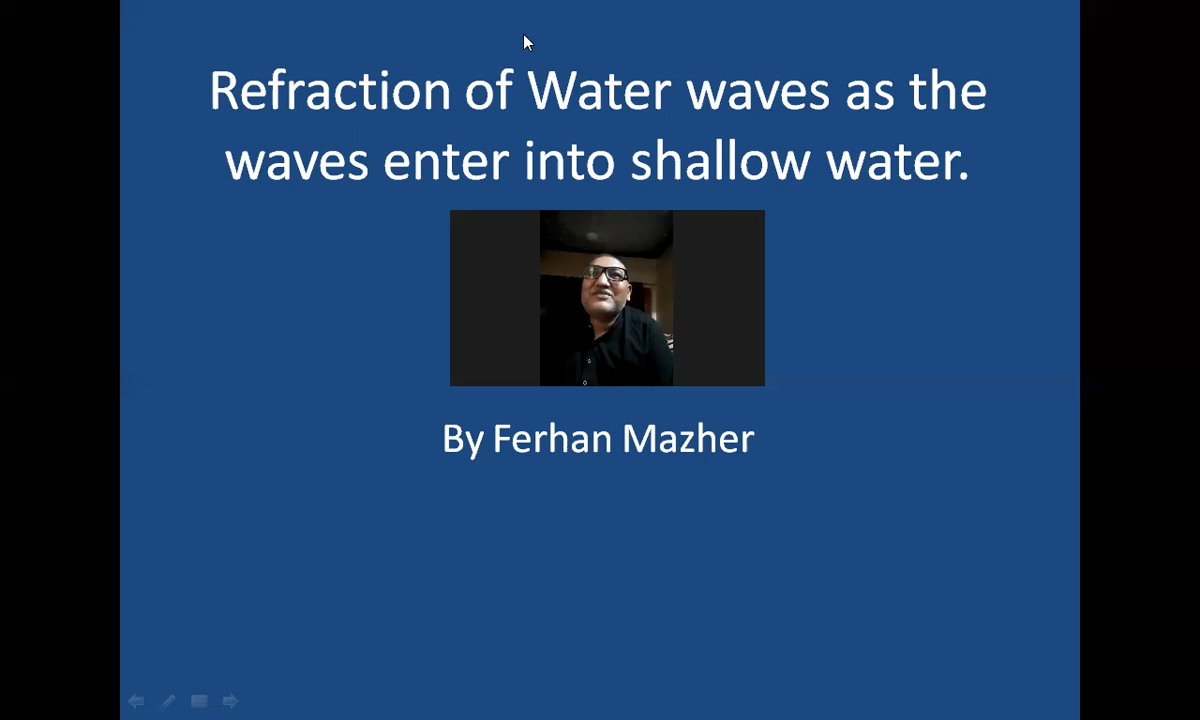 Refraction of Water waves as the
waves enter into shallow water.
By Ferhan Mazher